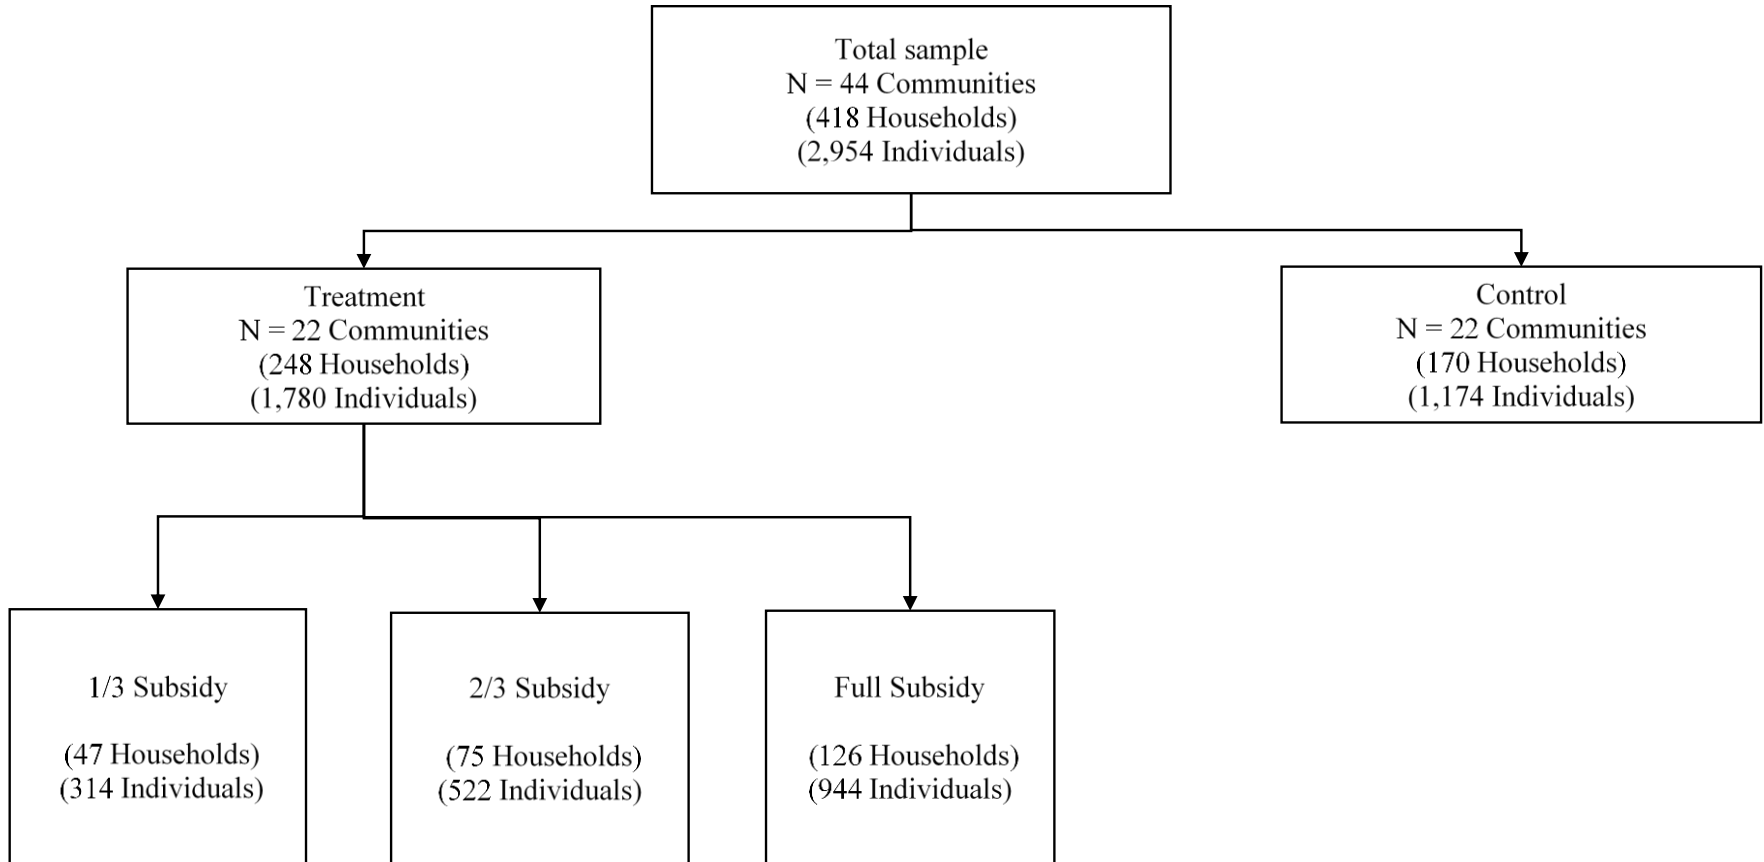 Total sample
N = 44 Communities
(418 Households)
(2,954 Individuals)
Treatment
N = 22 Communities
(248 Households)
(1,780 Individuals)
Control
N = 22 Communities
(170 Households)
(1,174 Individuals)
1/3 Subsidy
(47 Households)
(314 Individuals)
2/3 Subsidy
(75 Households)
(522 Individuals)
Full Subsidy
(126 Households)
(944 Individuals)